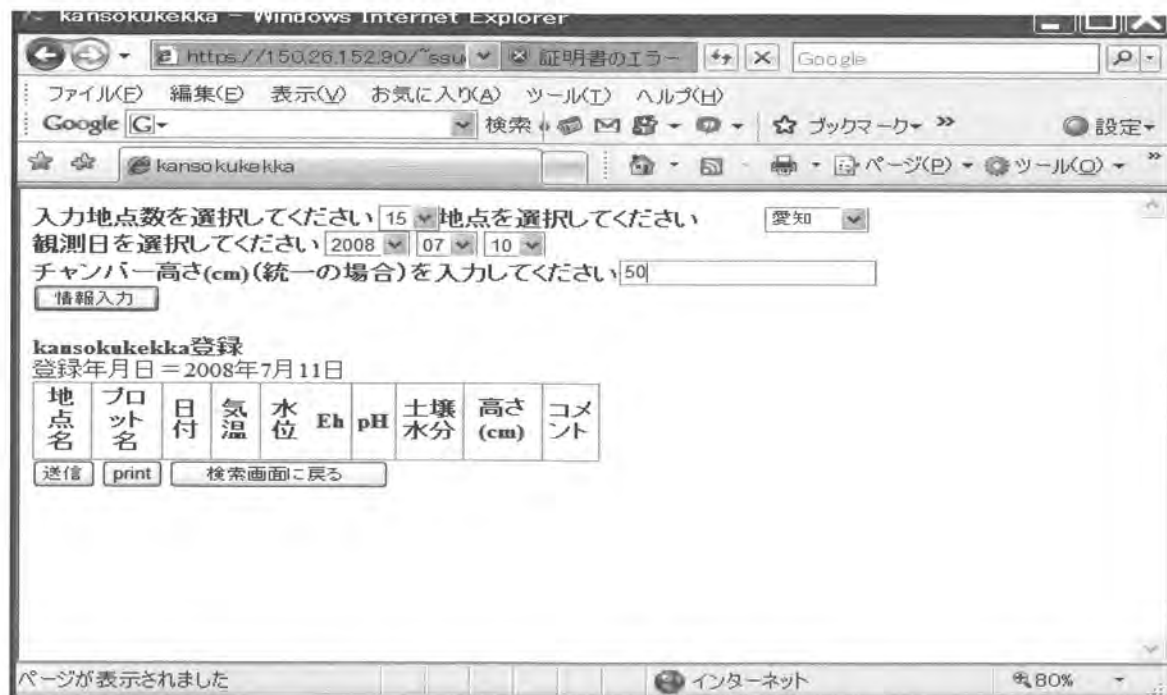 kansokukekka - Windows Internet Explorer
https://150.26.152.90/~ssu 証明書のエラー Google
ファイル(F) 編集(E) 表示(V) お気に入り(A) ツール(T) ヘルプ(H)
Google G 検索 ブックマーク >> 設定
kansokukekka ページ(P) ツール(O) >>
入力地点数を選択してください 15 地点を選択してください 愛知
観測日を選択してください 2008 07 10
チャンバー高さ(cm)(統一の場合)を入力してください 50
情報入力
kansokukekka登録
登録年月日=2008年7月11日
地点名 プロット名 日付 気温 水位 Eh pH 土壌水分 高さ(cm) コメント
送信 print 検索画面に戻る
ページが表示されました インターネット 80%